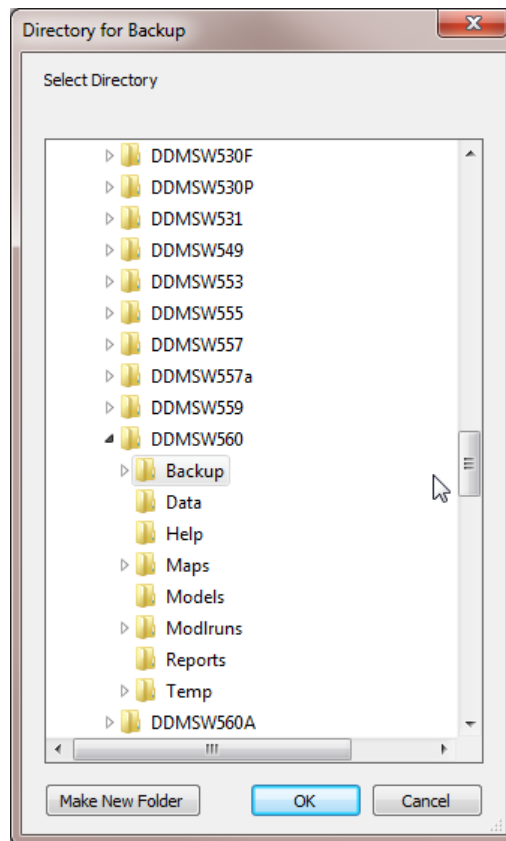 Directory for Backup
Select Directory
DDMSW530F
DDMSW530P
DDMSW531
DDMSW549
DDMSW553
DDMSW555
DDMSW557
DDMSW557a
DDMSW559
DDMSW560
Backup
Data
Help
Maps
Models
Modlruns
Reports
Temp
DDMSW560A
Make New Folder OK Cancel